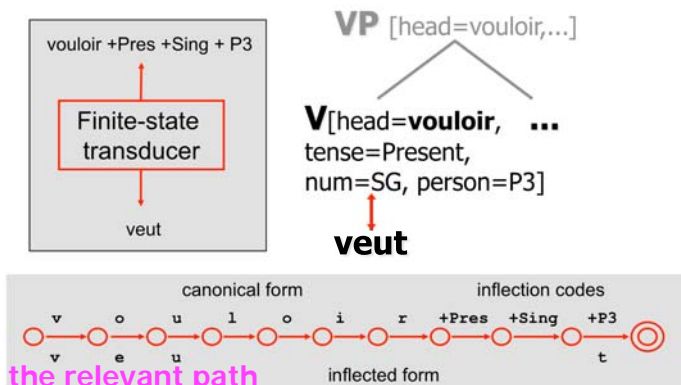 VP [head=vouloir,...]
vouloir +Pres +Sing + P3
Finite-state
transducer
veut
V[head=vouloir, ...
tense=Present,
num=SG, person=P3]
veut
canonical form inflection codes
v o u l o i r +Pres +Sing +P3
v e u t
the relevant path inflected form